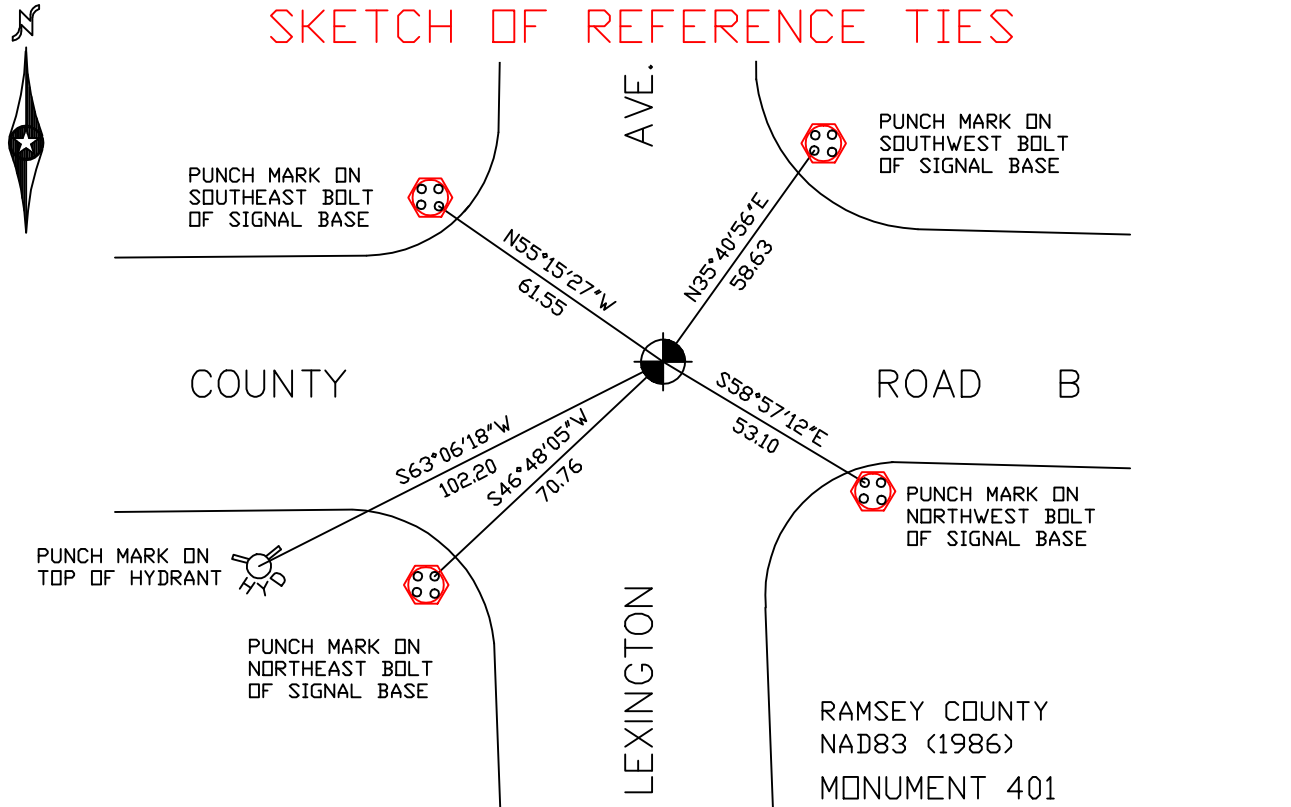 SKETCH OF REFERENCE TIES
N
AVE.
PUNCH MARK ON
SOUTHWEST BOLT
OF SIGNAL BASE
PUNCH MARK ON
SOUTHEAST BOLT
OF SIGNAL BASE
N55°15'27"W
61.55
N35°40'56"E
58.63
COUNTY
ROAD B
S58°57'12"E
53.10
S63°06'18"W
102.20
S46°48'05"W
70.76
PUNCH MARK ON
NORTHWEST BOLT
OF SIGNAL BASE
PUNCH MARK ON
TOP OF HYDRANT
HYD
PUNCH MARK ON
NORTHEAST BOLT
OF SIGNAL BASE
LEXINGTON
RAMSEY COUNTY
NAD83 (1986)
MONUMENT 401